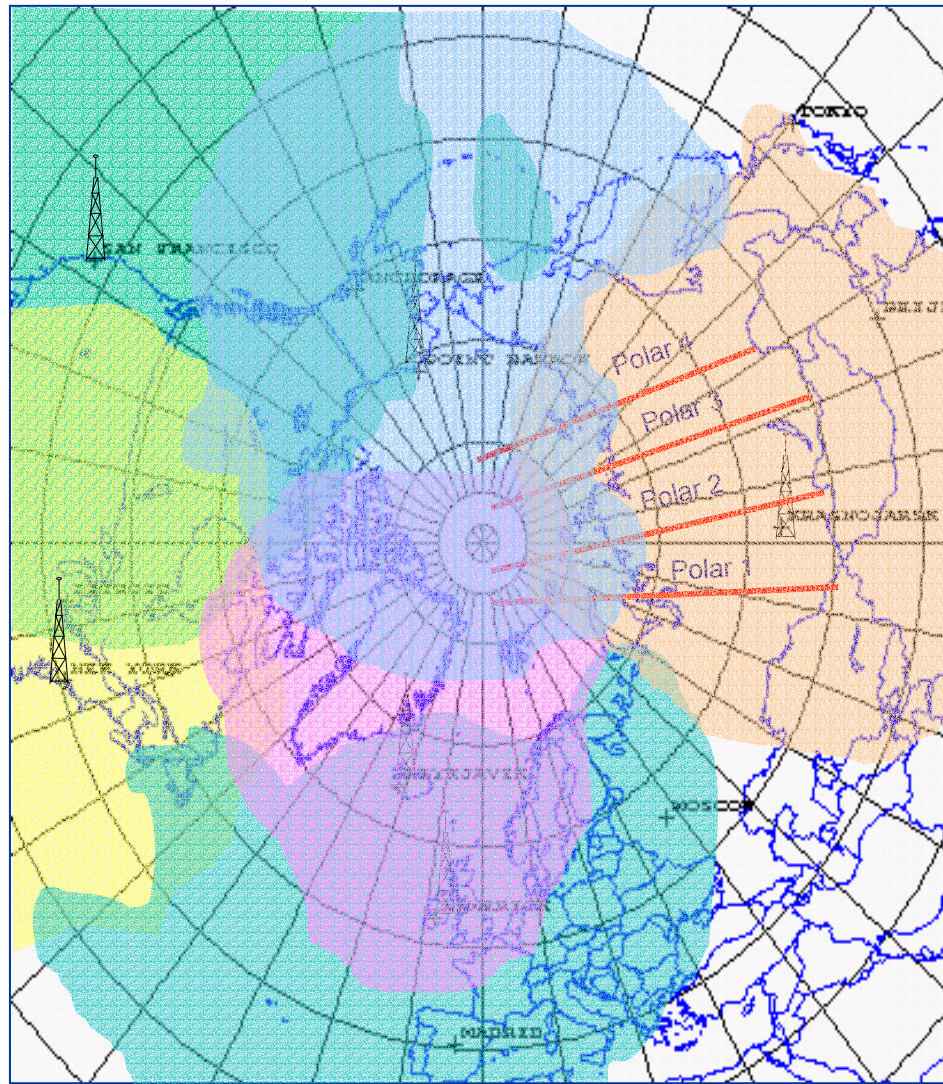 TOKYO
SAN FRANCISCO
ANCHORAGE
BEIJI
POINT BARROW
Polar 4
Polar 3
Polar 2
KRASNOJARSK
Polar 1
NEW YORK
REYKJAVIK
MOSCOW
MADRID